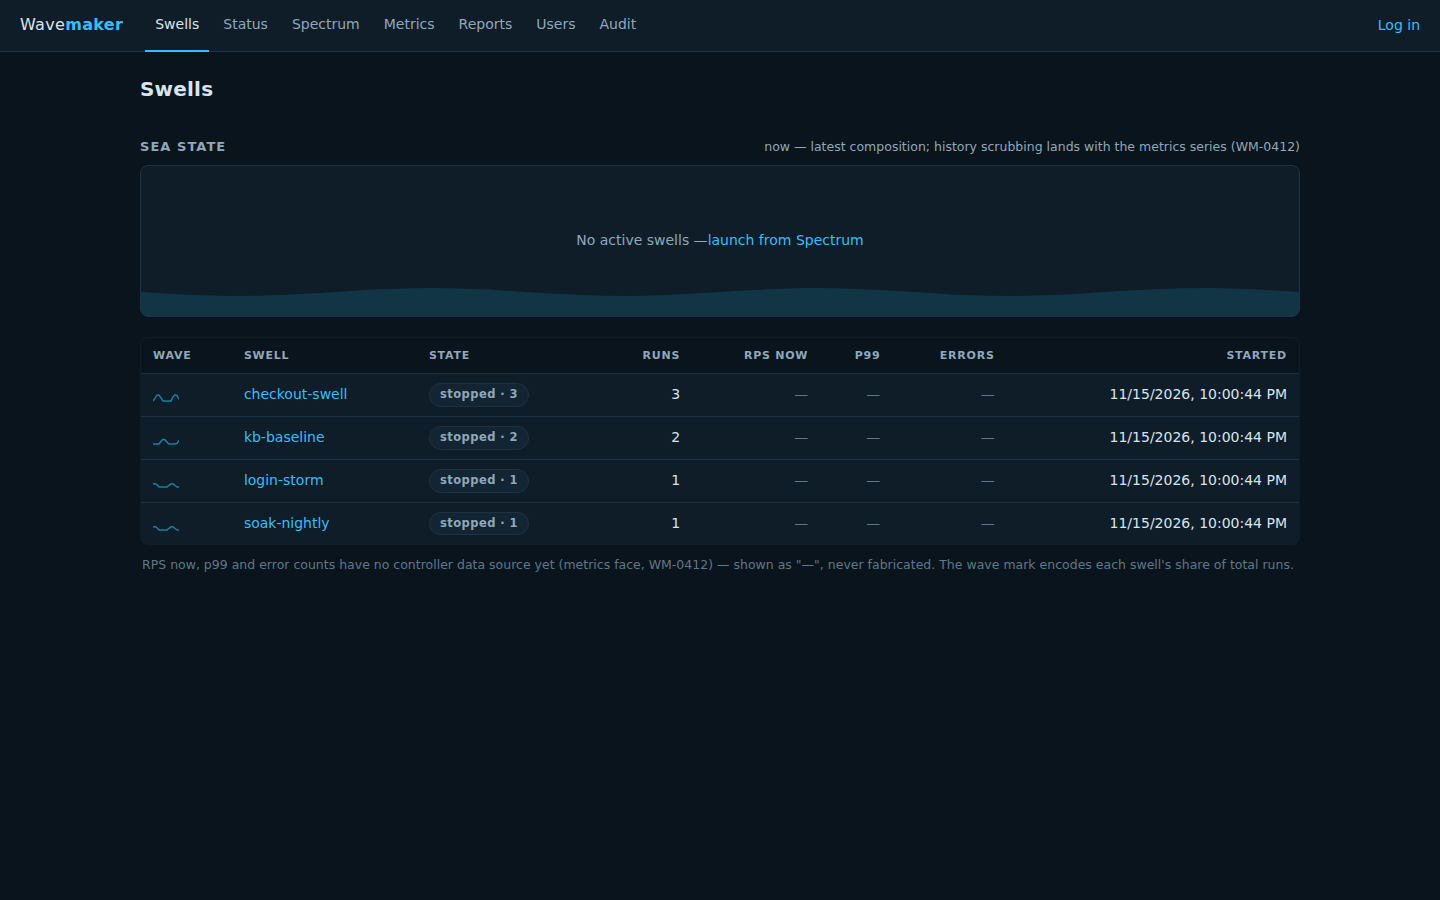 Wavemaker Swells Status Spectrum Metrics Reports Users Audit Log in
Swells
SEA STATE now — latest composition; history scrubbing lands with the metrics series (WM-0412)
No active swells —launch from Spectrum
WAVE SWELL STATE RUNS RPS NOW P99 ERRORS STARTED
checkout-swell stopped · 3 3 — — — 11/15/2026, 10:00:44 PM
kb-baseline stopped · 2 2 — — — 11/15/2026, 10:00:44 PM
login-storm stopped · 1 1 — — — 11/15/2026, 10:00:44 PM
soak-nightly stopped · 1 1 — — — 11/15/2026, 10:00:44 PM
RPS now, p99 and error counts have no controller data source yet (metrics face, WM-0412) — shown as "—", never fabricated. The wave mark encodes each swell's share of total runs.